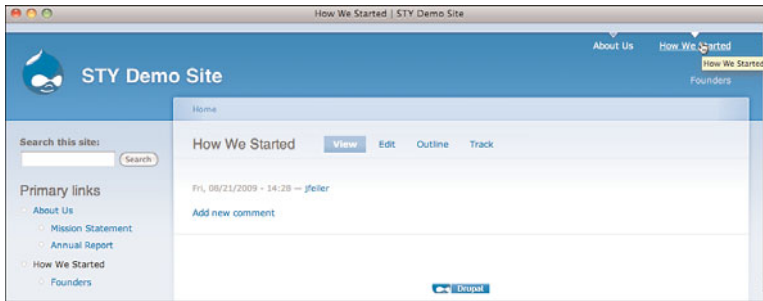 How We Started | STY Demo Site
About Us How We Started
How We Started
STY Demo Site
Founders
Home
Search this site:
Search
How We Started View Edit Outline Track
Primary links
Fri, 08/21/2009 - 14:28 — jfeiler
Add new comment
About Us
Mission Statement
Annual Report
How We Started
Founders
Drupal